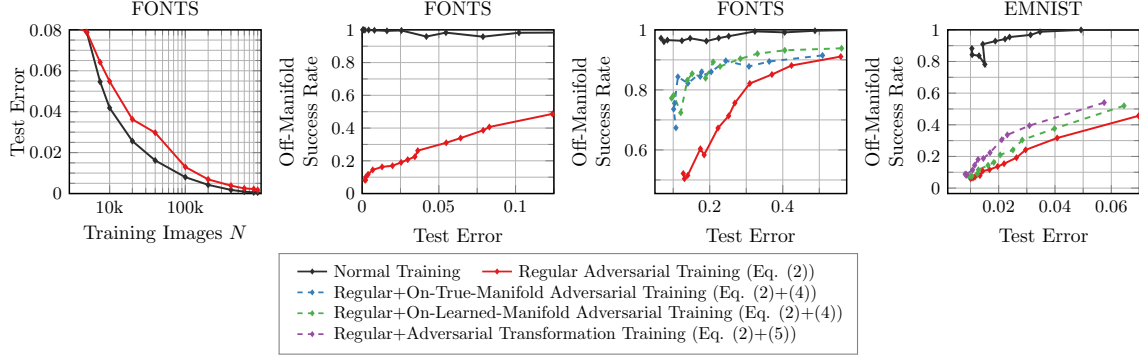 FONTS
Test Error
0.08
0.06
0.04
0.02
0
10k
100k
Training Images N
FONTS
Off-Manifold
Success Rate
1
0.8
0.6
0.4
0.2
0
0
0.05
0.1
Test Error
FONTS
Off-Manifold
Success Rate
1
0.8
0.6
0.2
0.4
Test Error
EMNIST
Off-Manifold
Success Rate
1
0.8
0.6
0.4
0.2
0
0.02
0.04
0.06
Test Error
Normal Training
Regular Adversarial Training (Eq. (2))
Regular+On-True-Manifold Adversarial Training (Eq. (2)+(4))
Regular+On-Learned-Manifold Adversarial Training (Eq. (2)+(4))
Regular+Adversarial Transformation Training (Eq. (2)+(5))